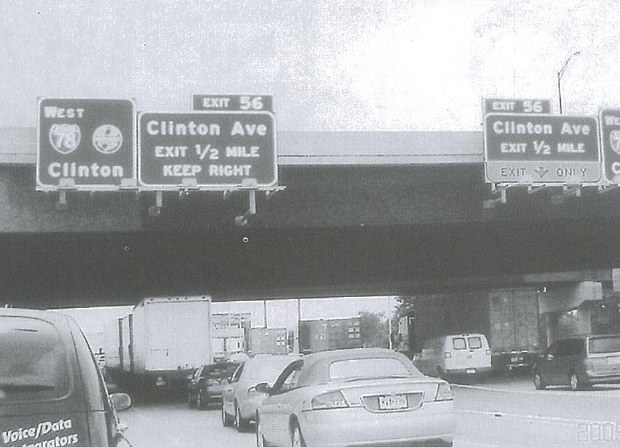 WEST
78
Clinton
EXIT 56
Clinton Ave
EXIT 1/2 MILE
KEEP RIGHT
EXIT 56
Clinton Ave
EXIT 1/2 MILE
EXIT ONLY
Voice/Data